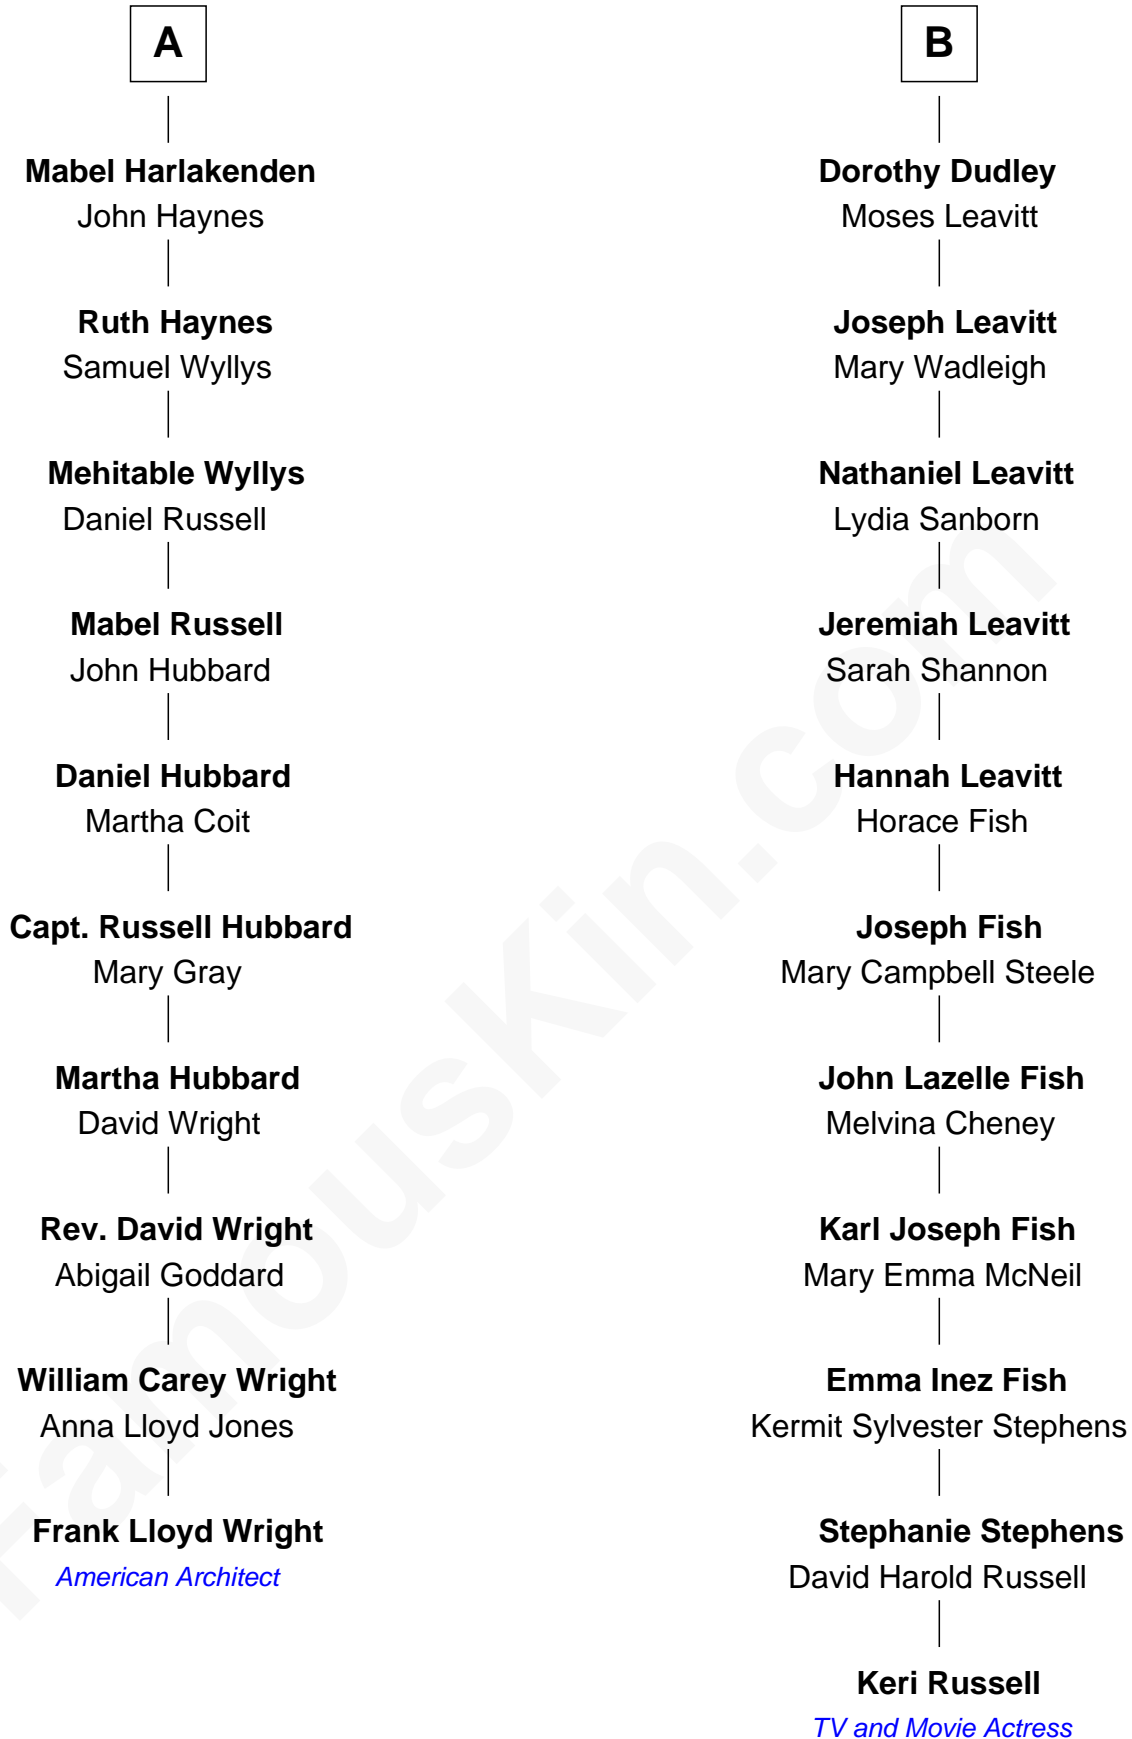 A
Mabel Harlakenden
John Haynes
Ruth Haynes
Samuel Wyllys
Mehitable Wyllys
Daniel Russell
Mabel Russell
John Hubbard
Daniel Hubbard
Martha Coit
Capt. Russell Hubbard
Mary Gray
Martha Hubbard
David Wright
Rev. David Wright
Abigail Goddard
William Carey Wright
Anna Lloyd Jones
Frank Lloyd Wright
American Architect
B
Dorothy Dudley
Moses Leavitt
Joseph Leavitt
Mary Wadleigh
Nathaniel Leavitt
Lydia Sanborn
Jeremiah Leavitt
Sarah Shannon
Hannah Leavitt
Horace Fish
Joseph Fish
Mary Campbell Steele
John Lazelle Fish
Melvina Cheney
Karl Joseph Fish
Mary Emma McNeil
Emma Inez Fish
Kermit Sylvester Stephens
Stephanie Stephens
David Harold Russell
Keri Russell
TV and Movie Actress
FamousKin.com